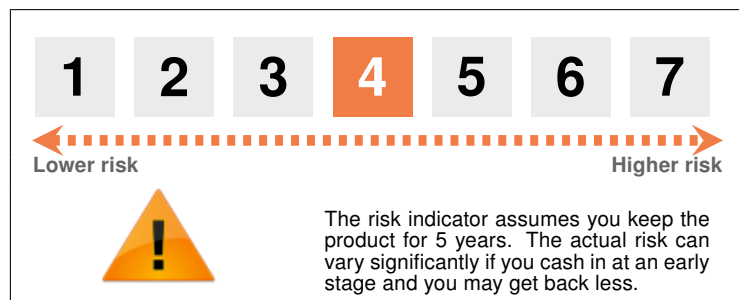 1 2 3 4 5 6 7
Lower risk Higher risk
!
The risk indicator assumes you keep the
product for 5 years. The actual risk can
vary significantly if you cash in at an early
stage and you may get back less.